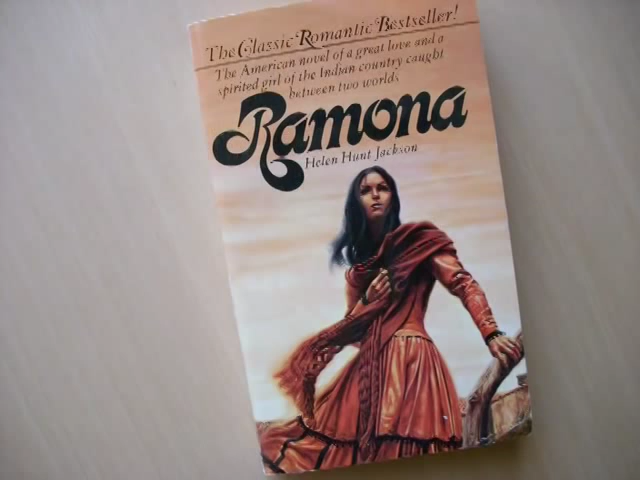 The Classic Romantic Bestseller!
The American novel of a great love and a
spirited girl of the Indian country caught
between two worlds
Ramona
Helen Hunt Jackson